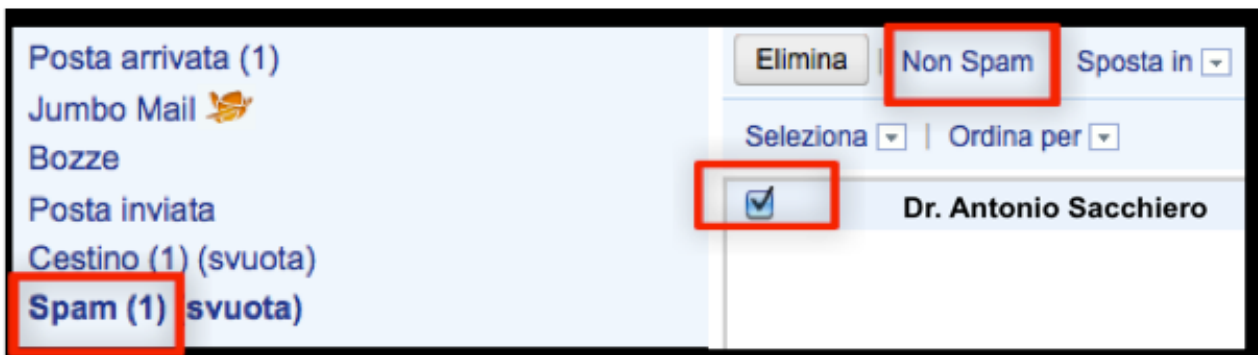 Posta arrivata (1)
Jumbo Mail
Bozze
Posta inviata
Cestino (1) (svuota)
Spam (1) (svuota)
Elimina | Non Spam Sposta in
Seleziona | Ordina per
Dr. Antonio Sacchiero